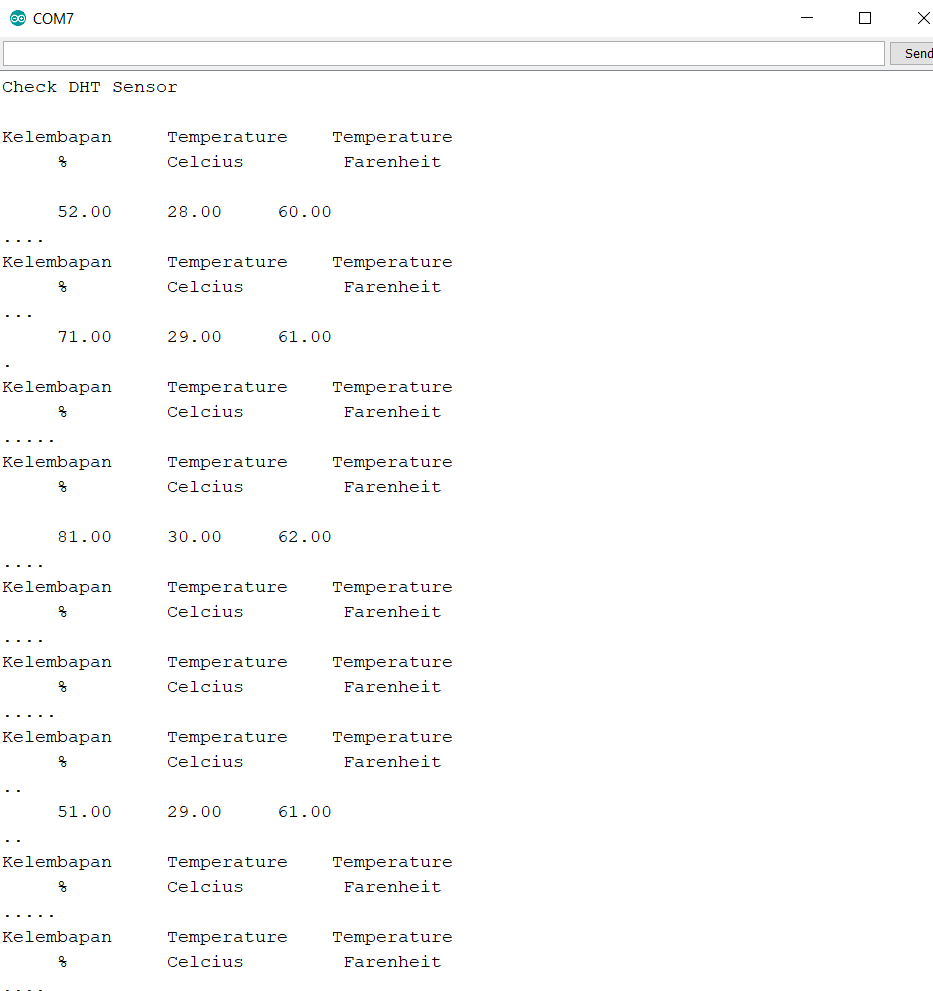 COM7
Send
Check DHT Sensor
Kelembapan Temperature Temperature
% Celcius Farenheit
52.00 28.00 60.00
....
Kelembapan Temperature Temperature
% Celcius Farenheit
...
71.00 29.00 61.00
.
Kelembapan Temperature Temperature
% Celcius Farenheit
.....
Kelembapan Temperature Temperature
% Celcius Farenheit
81.00 30.00 62.00
....
Kelembapan Temperature Temperature
% Celcius Farenheit
....
Kelembapan Temperature Temperature
% Celcius Farenheit
.....
Kelembapan Temperature Temperature
% Celcius Farenheit
..
51.00 29.00 61.00
..
Kelembapan Temperature Temperature
% Celcius Farenheit
.....
Kelembapan Temperature Temperature
% Celcius Farenheit
....